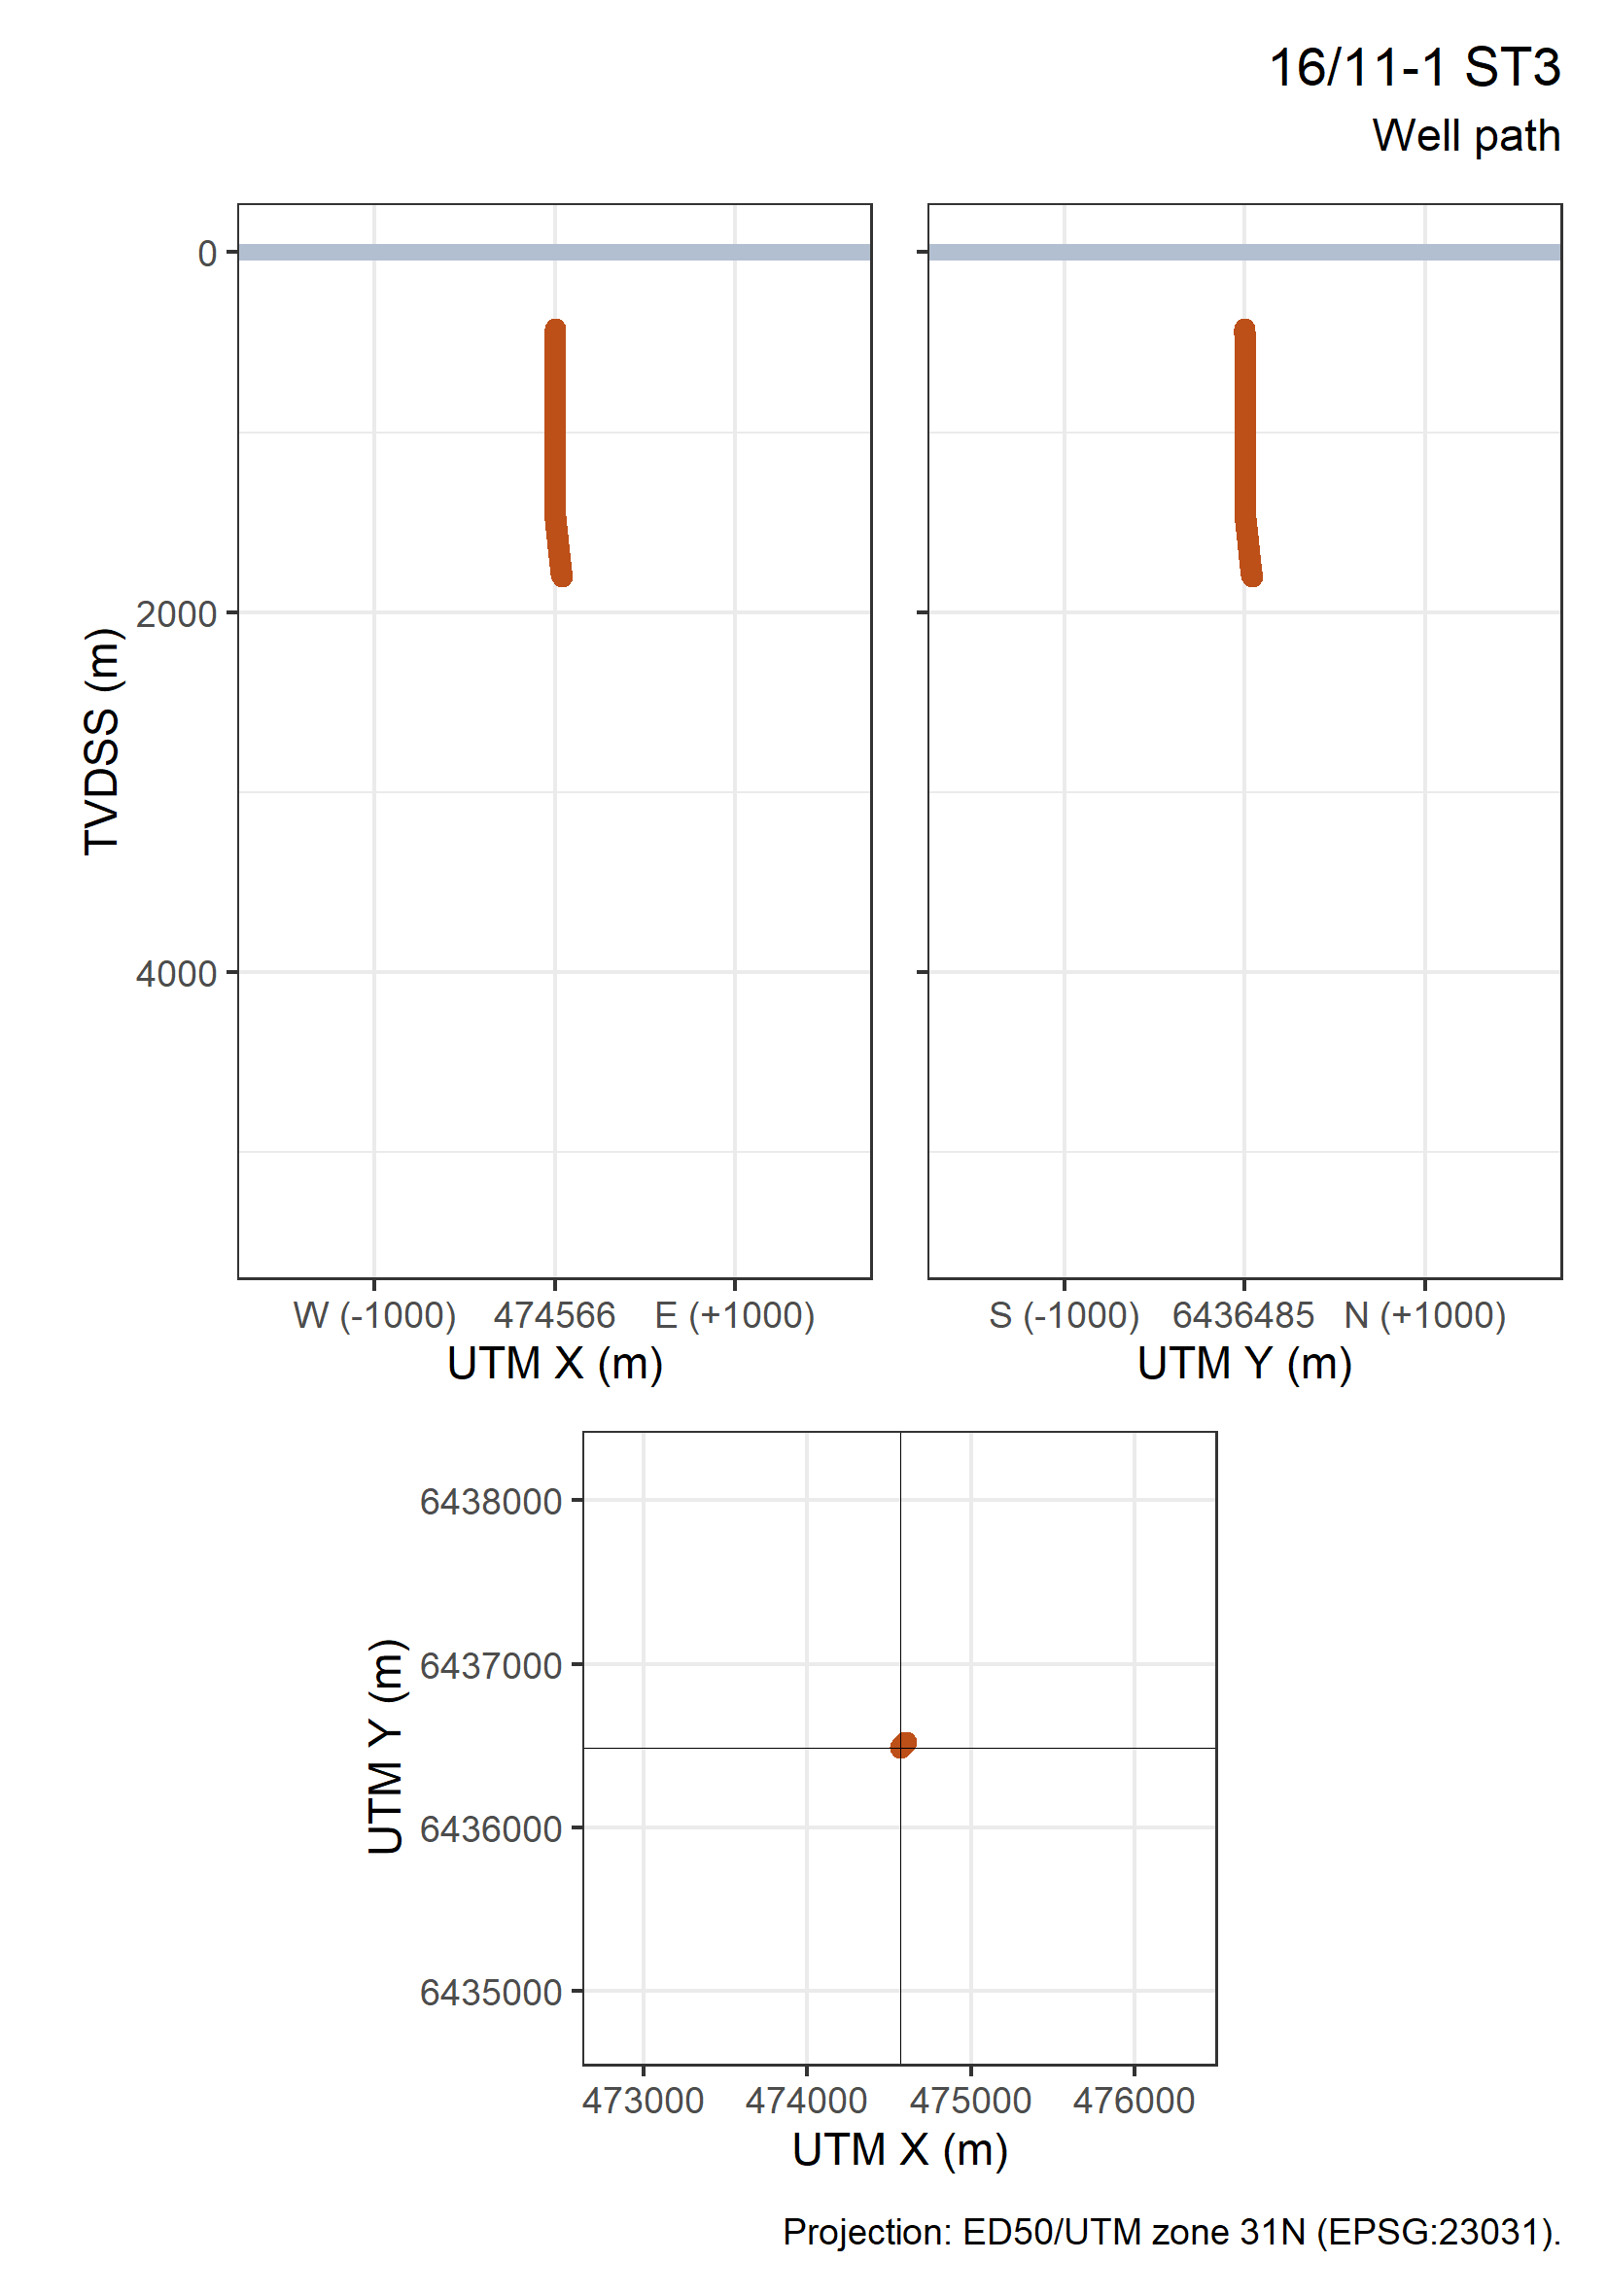 16/11-1 ST3
Well path
TVDSS (m)
0
2000
4000
W (-1000) 474566 E (+1000)
UTM X (m)
S (-1000) 6436485 N (+1000)
UTM Y (m)
UTM Y (m)
6438000
6437000
6436000
6435000
473000 474000 475000 476000
UTM X (m)
Projection: ED50/UTM zone 31N (EPSG:23031).